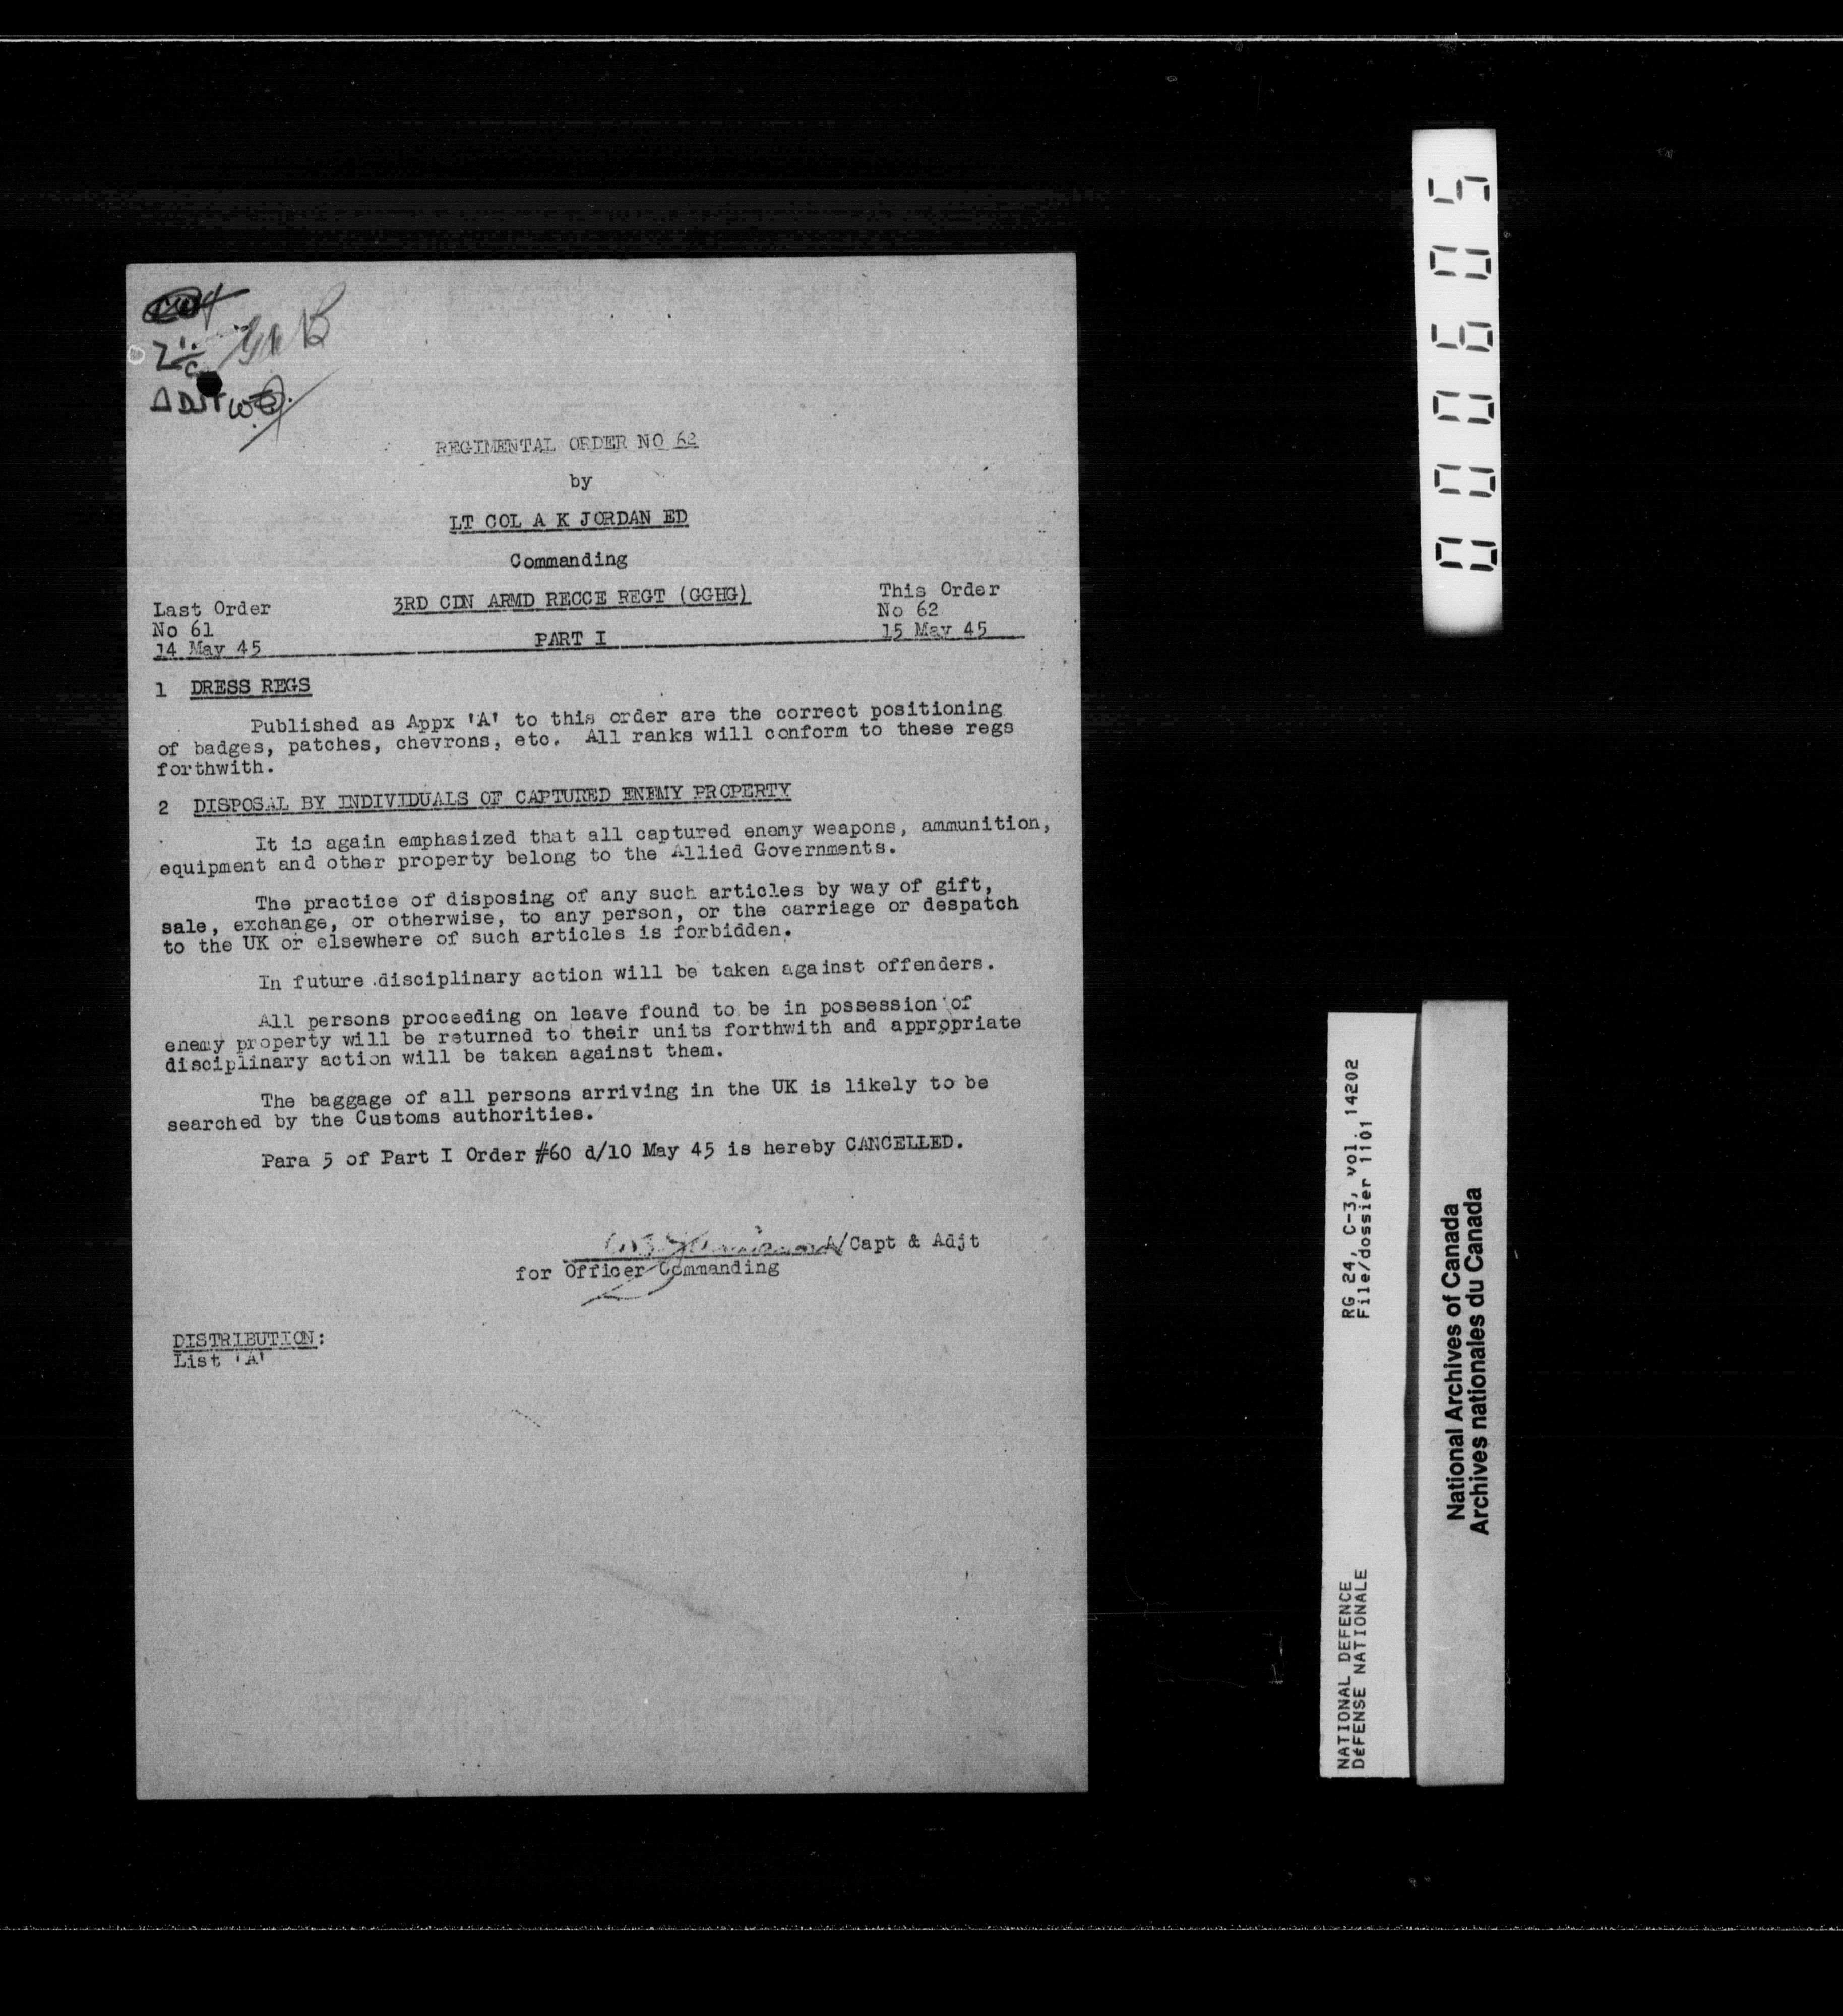 2 i/c
ADJT
REGIMENTAL ORDER NO 62
by
LT COL A K JORDAN ED
Commanding
3RD CDN ARMD RECCE REGT (GGHG)
Last Order
No 61
14 May 45
PART I
This Order
No 62
15 May 45
1 DRESS REGS
Published as Appx 'A' to this order are the correct positioning
of badges, patches, chevrons, etc. All ranks will conform to these regs
forthwith.
2 DISPOSAL BY INDIVIDUALS OF CAPTURED ENEMY PROPERTY
It is again emphasized that all captured enemy weapons, ammunition,
equipment and other property belong to the Allied Governments.
The practice of disposing of any such articles by way of gift,
sale, exchange, or otherwise, to any person, or the carriage or despatch
to the UK or elsewhere of such articles is forbidden.
In future disciplinary action will be taken against offenders.
All persons proceeding on leave found to be in possession of
enemy property will be returned to their units forthwith and appropriate
disciplinary action will be taken against them.
The baggage of all persons arriving in the UK is likely to be
searched by the Customs authorities.
Para 5 of Part I Order #60 d/10 May 45 is hereby CANCELLED.
A/Capt & Adjt
for Officer Commanding
DISTRIBUTION:
List 'A'
0000605
RG 24, C-3, vol. 14202
File/dossier 1101
NATIONAL DEFENCE
DéFENSE NATIONALE
National Archives of Canada
Archives nationales du Canada